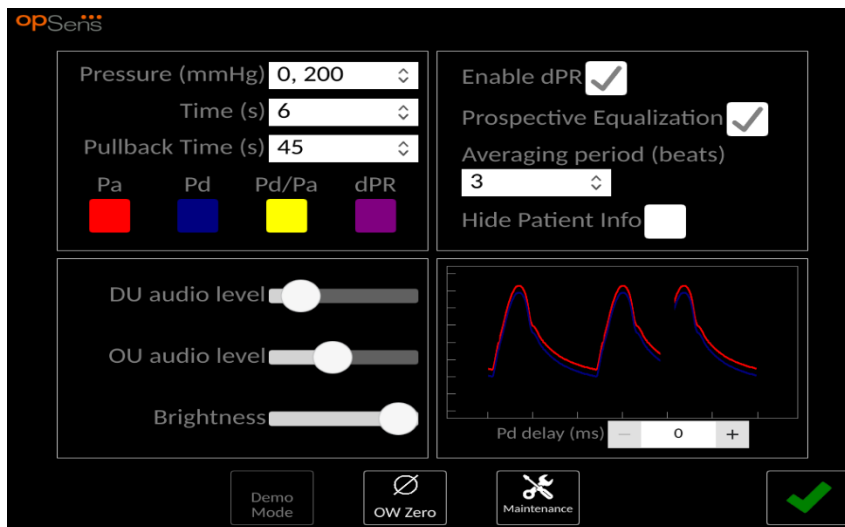 opSens
Pressure (mmHg) 0, 200
Time (s) 6
Pullback Time (s) 45
Pa Pd Pd/Pa dPR
Enable dPR
Prospective Equalization
Averaging period (beats)
3
Hide Patient Info
DU audio level
OU audio level
Brightness
Pd delay (ms) − 0 +
Demo
Mode
OW Zero
Maintenance